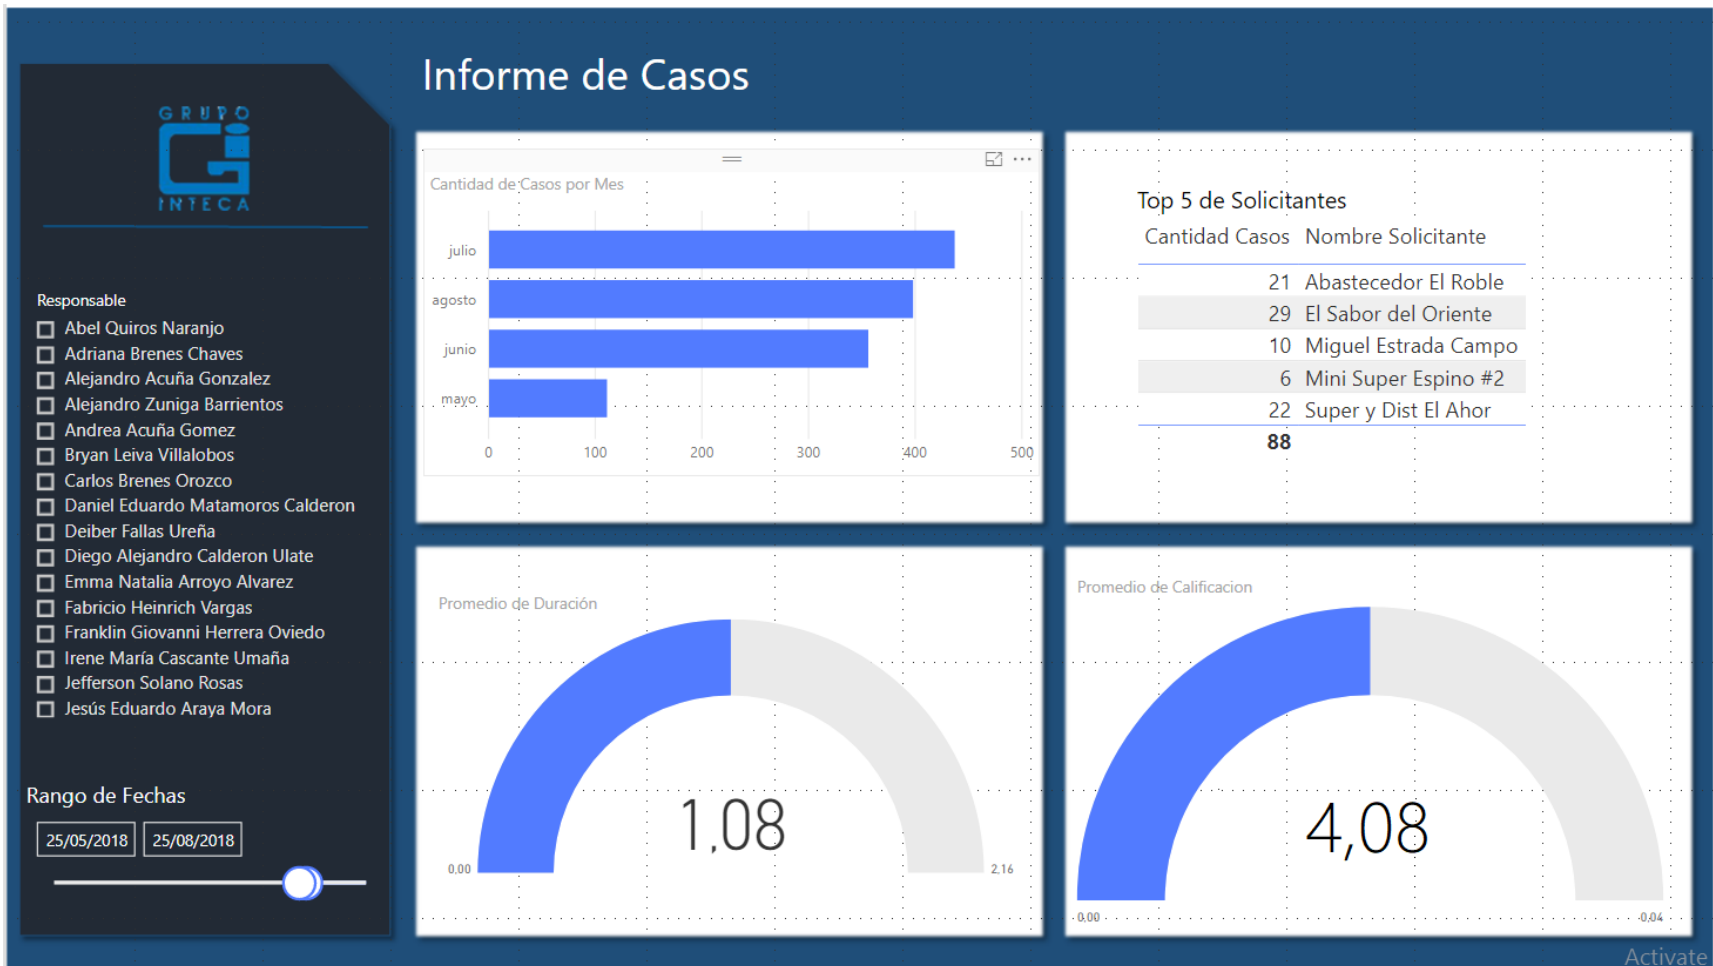 Informe de Casos
GRUPO
INTECA
Responsable
Abel Quiros Naranjo
Adriana Brenes Chaves
Alejandro Acuña Gonzalez
Alejandro Zuniga Barrientos
Andrea Acuña Gomez
Bryan Leiva Villalobos
Carlos Brenes Orozco
Daniel Eduardo Matamoros Calderon
Deiber Fallas Ureña
Diego Alejandro Calderon Ulate
Emma Natalia Arroyo Alvarez
Fabricio Heinrich Vargas
Franklin Giovanni Herrera Oviedo
Irene María Cascante Umaña
Jefferson Solano Rosas
Jesús Eduardo Araya Mora
Rango de Fechas
25/05/2018 25/08/2018
Cantidad de Casos por Mes
julio
agosto
junio
mayo
0 100 200 300 400 500
Top 5 de Solicitantes
Cantidad Casos Nombre Solicitante
21 Abastecedor El Roble
29 El Sabor del Oriente
10 Miguel Estrada Campo
6 Mini Super Espino #2
22 Super y Dist El Ahor
88
Promedio de Duración
1,08
0,00 2,16
Promedio de Calificacion
4,08
0,00
Activate